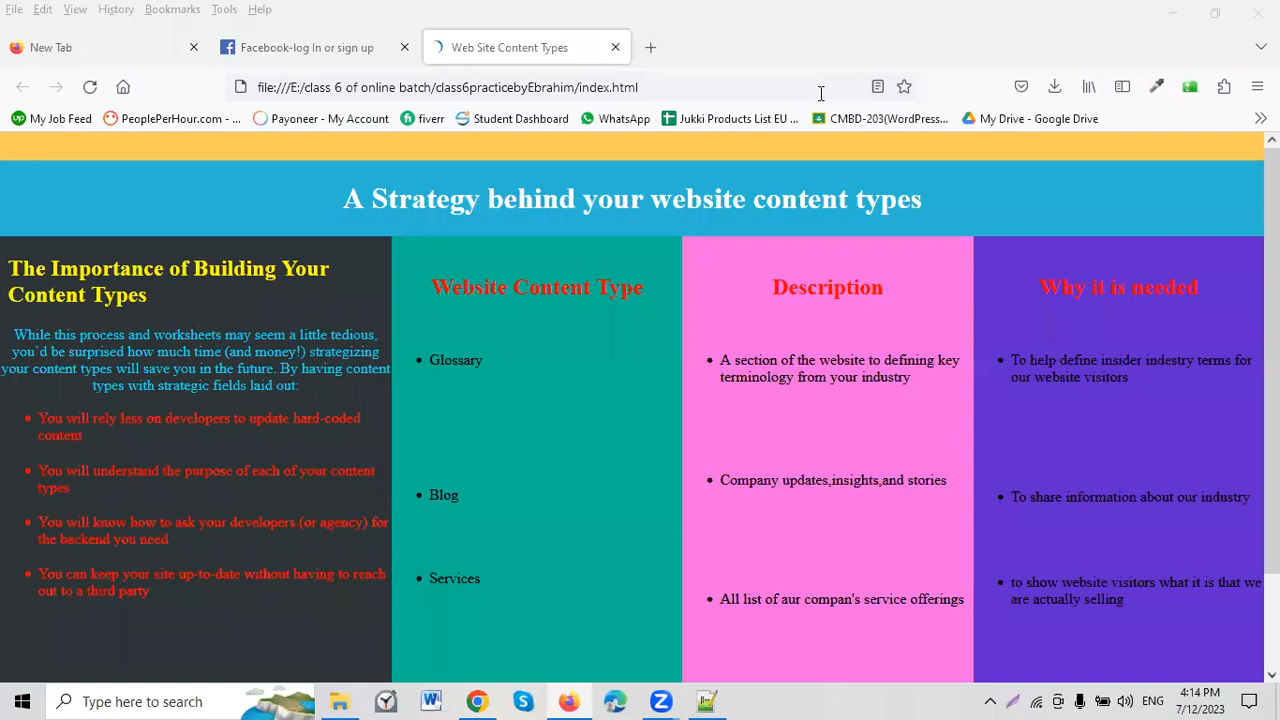 File Edit View History Bookmarks Tools Help
New Tab
Facebook-log In or sign up
Web Site Content Types
file:///E:/class 6 of online batch/class6practicebyEbrahim/index.html
My Job Feed
PeoplePerHour.com - ...
Payoneer - My Account
fiverr
Student Dashboard
WhatsApp
Jukki Products List EU ...
CMBD-203(WordPress...
My Drive - Google Drive
A Strategy behind your website content types
The Importance of Building Your
Content Types
While this process and worksheets may seem a little tedious,
you’d be surprised how much time (and money!) strategizing
your content types will save you in the future. By having content
types with strategic fields laid out:
You will rely less on developers to update hard-coded
content
You will understand the purpose of each of your content
types
You will know how to ask your developers (or agency) for
the backend you need
You can keep your site up-to-date without having to reach
out to a third party
Website Content Type
Glossary
Blog
Services
Description
A section of the website to defining key
terminology from your industry
Company updates,insights,and stories
All list of aur compan's service offerings
Why it is needed
To help define insider indestry terms for
our website visitors
To share information about our industry
to show website visitors what it is that we
are actually selling
Type here to search
ENG
4:14 PM
7/12/2023